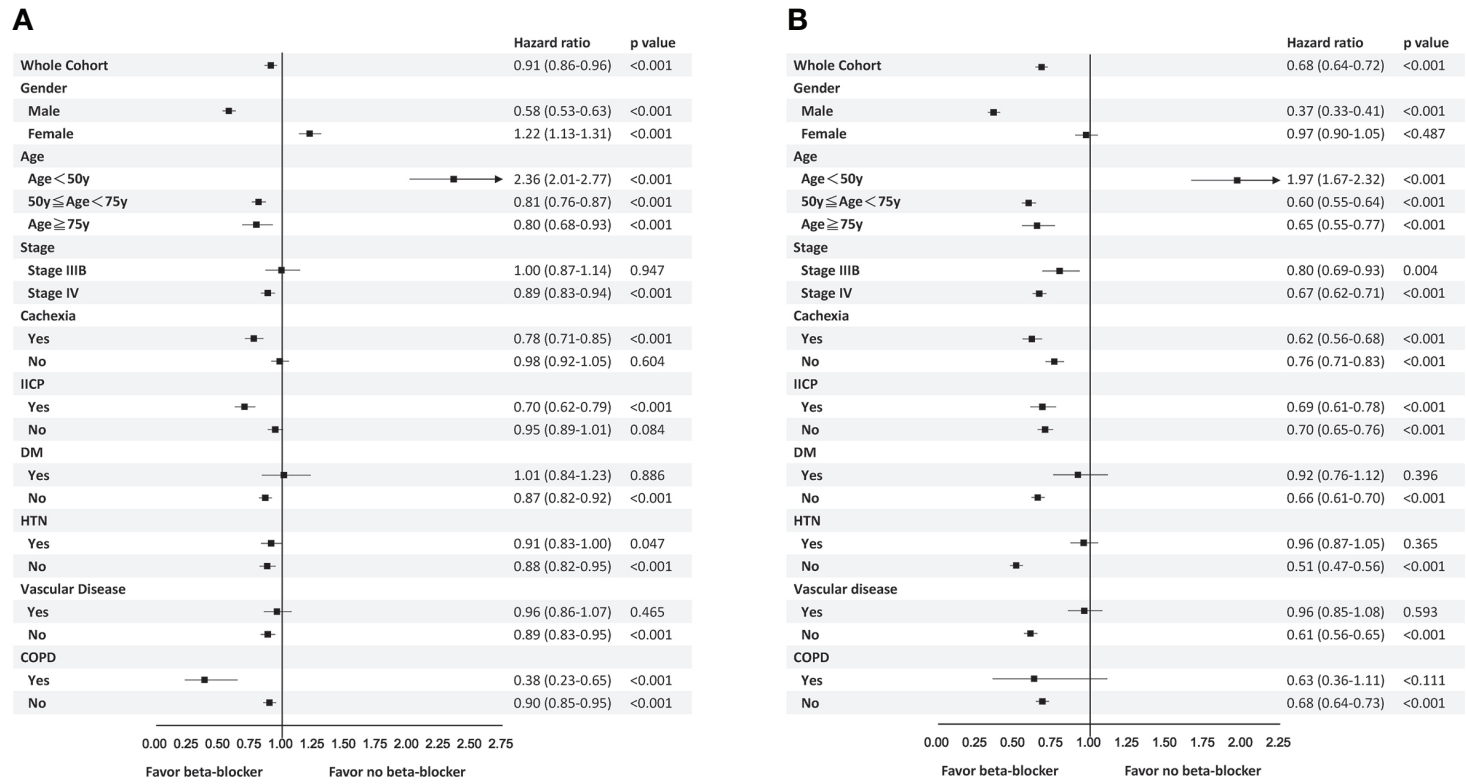 A
Hazard ratio p value
Whole Cohort 0.91 (0.86-0.96) <0.001
Gender
Male 0.58 (0.53-0.63) <0.001
Female 1.22 (1.13-1.31) <0.001
Age
Age＜50y 2.36 (2.01-2.77) <0.001
50y≦Age＜75y 0.81 (0.76-0.87) <0.001
Age≧75y 0.80 (0.68-0.93) <0.001
Stage
Stage IIIB 1.00 (0.87-1.14) 0.947
Stage IV 0.89 (0.83-0.94) <0.001
Cachexia
Yes 0.78 (0.71-0.85) <0.001
No 0.98 (0.92-1.05) 0.604
IICP
Yes 0.70 (0.62-0.79) <0.001
No 0.95 (0.89-1.01) 0.084
DM
Yes 1.01 (0.84-1.23) 0.886
No 0.87 (0.82-0.92) <0.001
HTN
Yes 0.91 (0.83-1.00) 0.047
No 0.88 (0.82-0.95) <0.001
Vascular Disease
Yes 0.96 (0.86-1.07) 0.465
No 0.89 (0.83-0.95) <0.001
COPD
Yes 0.38 (0.23-0.65) <0.001
No 0.90 (0.85-0.95) <0.001
0.00 0.25 0.50 0.75 1.00 1.25 1.50 1.75 2.00 2.25 2.50 2.75
Favor beta-blocker Favor no beta-blocker
B
Hazard ratio p value
Whole Cohort 0.68 (0.64-0.72) <0.001
Gender
Male 0.37 (0.33-0.41) <0.001
Female 0.97 (0.90-1.05) <0.487
Age
Age＜50y 1.97 (1.67-2.32) <0.001
50y≦Age＜75y 0.60 (0.55-0.64) <0.001
Age≧75y 0.65 (0.55-0.77) <0.001
Stage
Stage IIIB 0.80 (0.69-0.93) 0.004
Stage IV 0.67 (0.62-0.71) <0.001
Cachexia
Yes 0.62 (0.56-0.68) <0.001
No 0.76 (0.71-0.83) <0.001
IICP
Yes 0.69 (0.61-0.78) <0.001
No 0.70 (0.65-0.76) <0.001
DM
Yes 0.92 (0.76-1.12) 0.396
No 0.66 (0.61-0.70) <0.001
HTN
Yes 0.96 (0.87-1.05) 0.365
No 0.51 (0.47-0.56) <0.001
Vascular disease
Yes 0.96 (0.85-1.08) 0.593
No 0.61 (0.56-0.65) <0.001
COPD
Yes 0.63 (0.36-1.11) <0.111
No 0.68 (0.64-0.73) <0.001
0.00 0.25 0.50 0.75 1.00 1.25 1.50 1.75 2.00 2.25
Favor beta-blocker Favor no beta-blocker